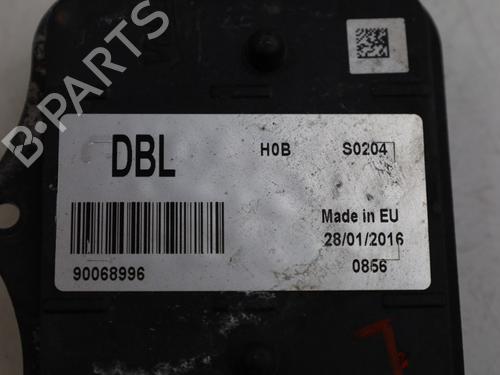 B-PARTS
DBL H0B S0204
Made in EU
28/01/2016
90068996 0856